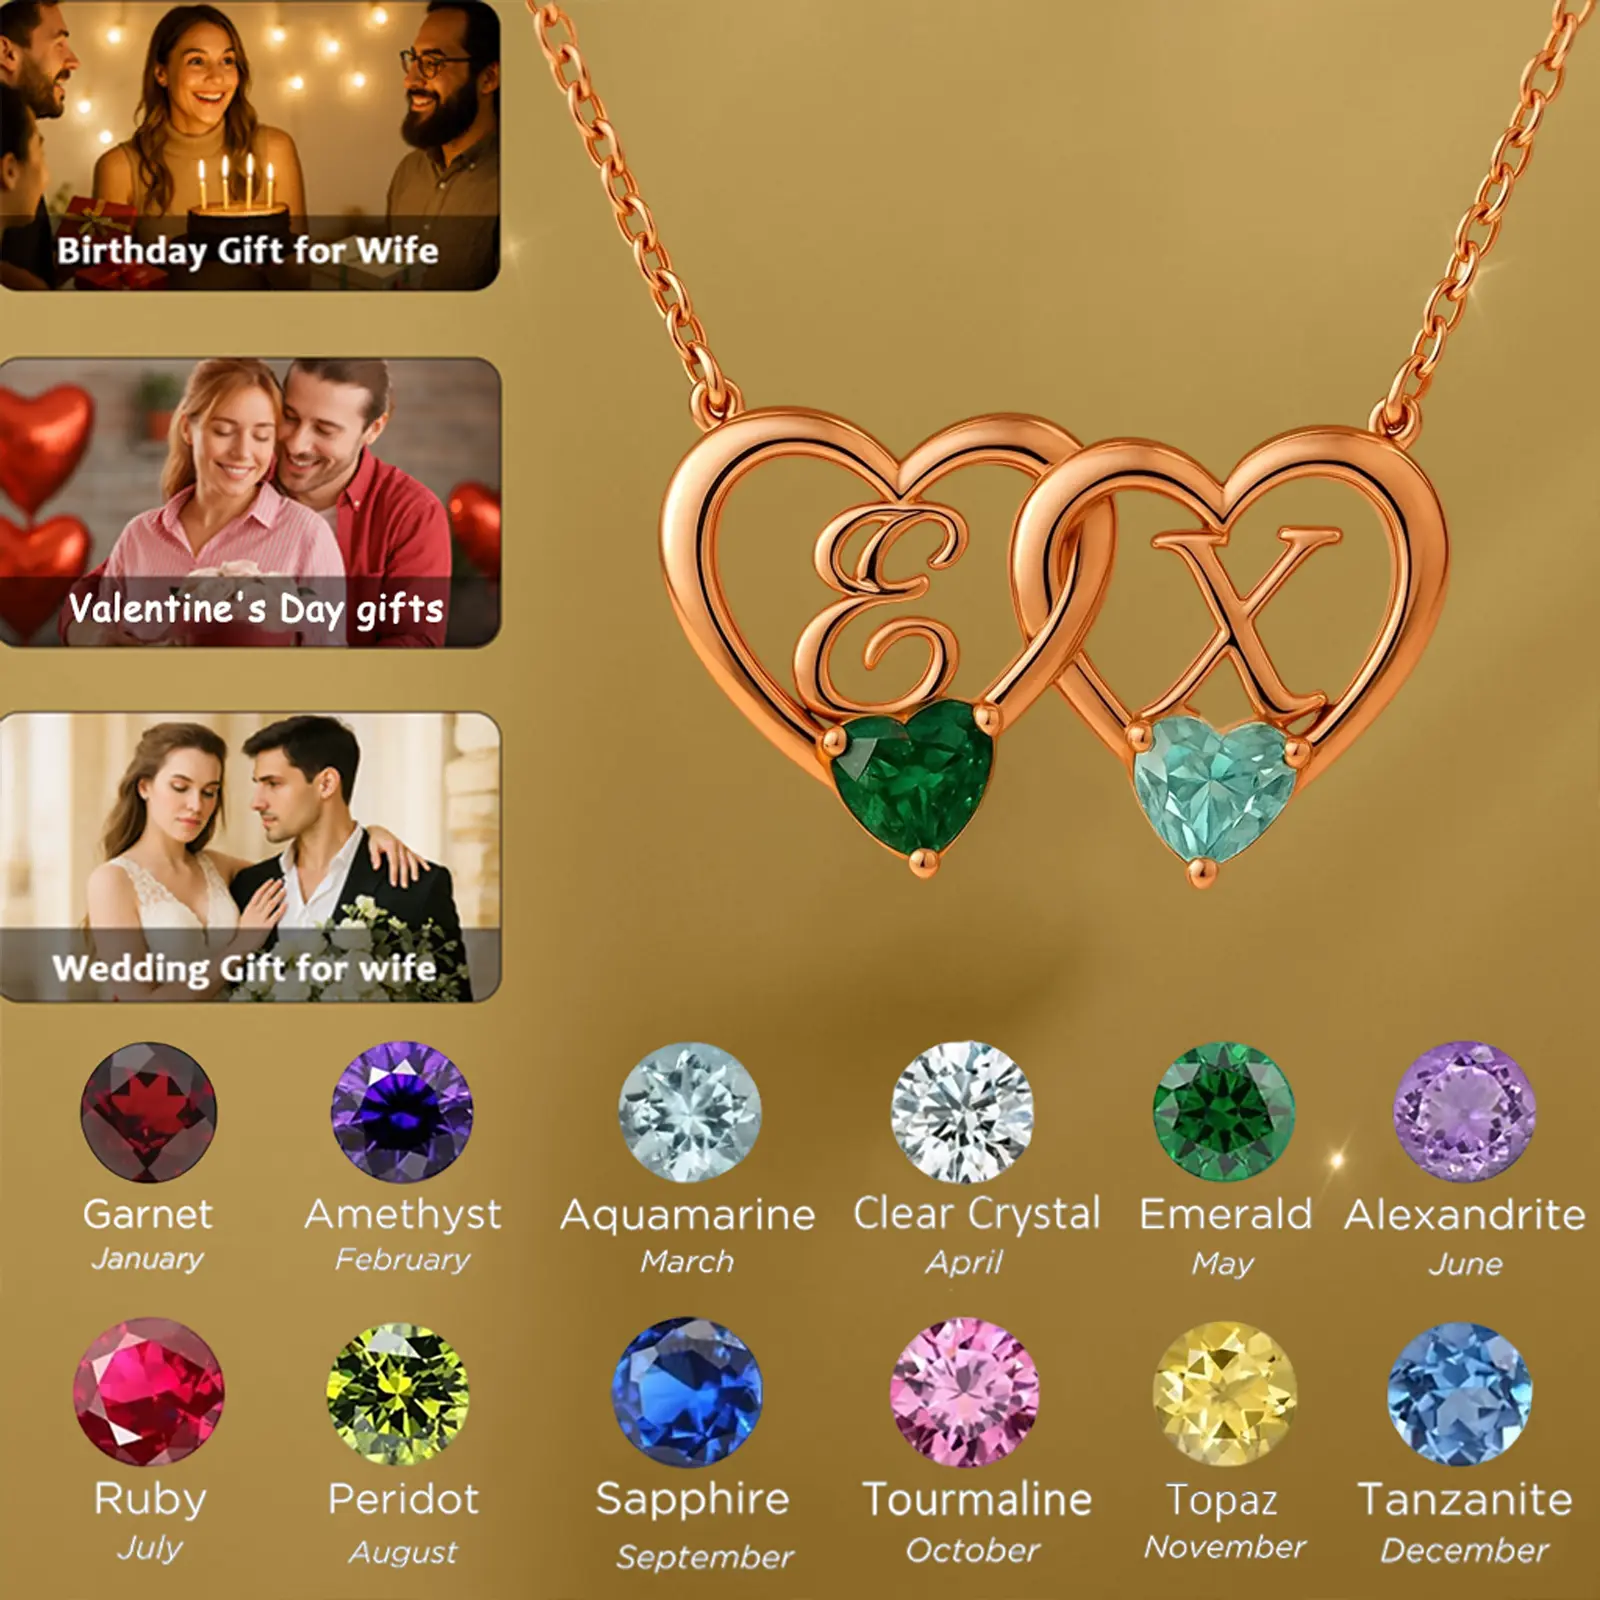 Birthday Gift for Wife
Valentine's Day gifts
Wedding Gift for wife
E X
Garnet
January
Amethyst
February
Aquamarine
March
Clear Crystal
April
Emerald
May
Alexandrite
June
Ruby
July
Peridot
August
Sapphire
September
Tourmaline
October
Topaz
November
Tanzanite
December